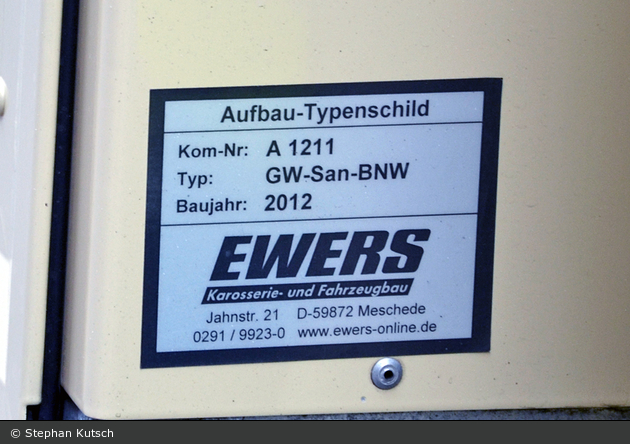 Aufbau-Typenschild
Kom-Nr: A 1211
Typ: GW-San-BNW
Baujahr: 2012
EWERS
Karosserie- und Fahrzeugbau
Jahnstr. 21 D-59872 Meschede
0291 / 9923-0 www.ewers-online.de
© Stephan Kutsch